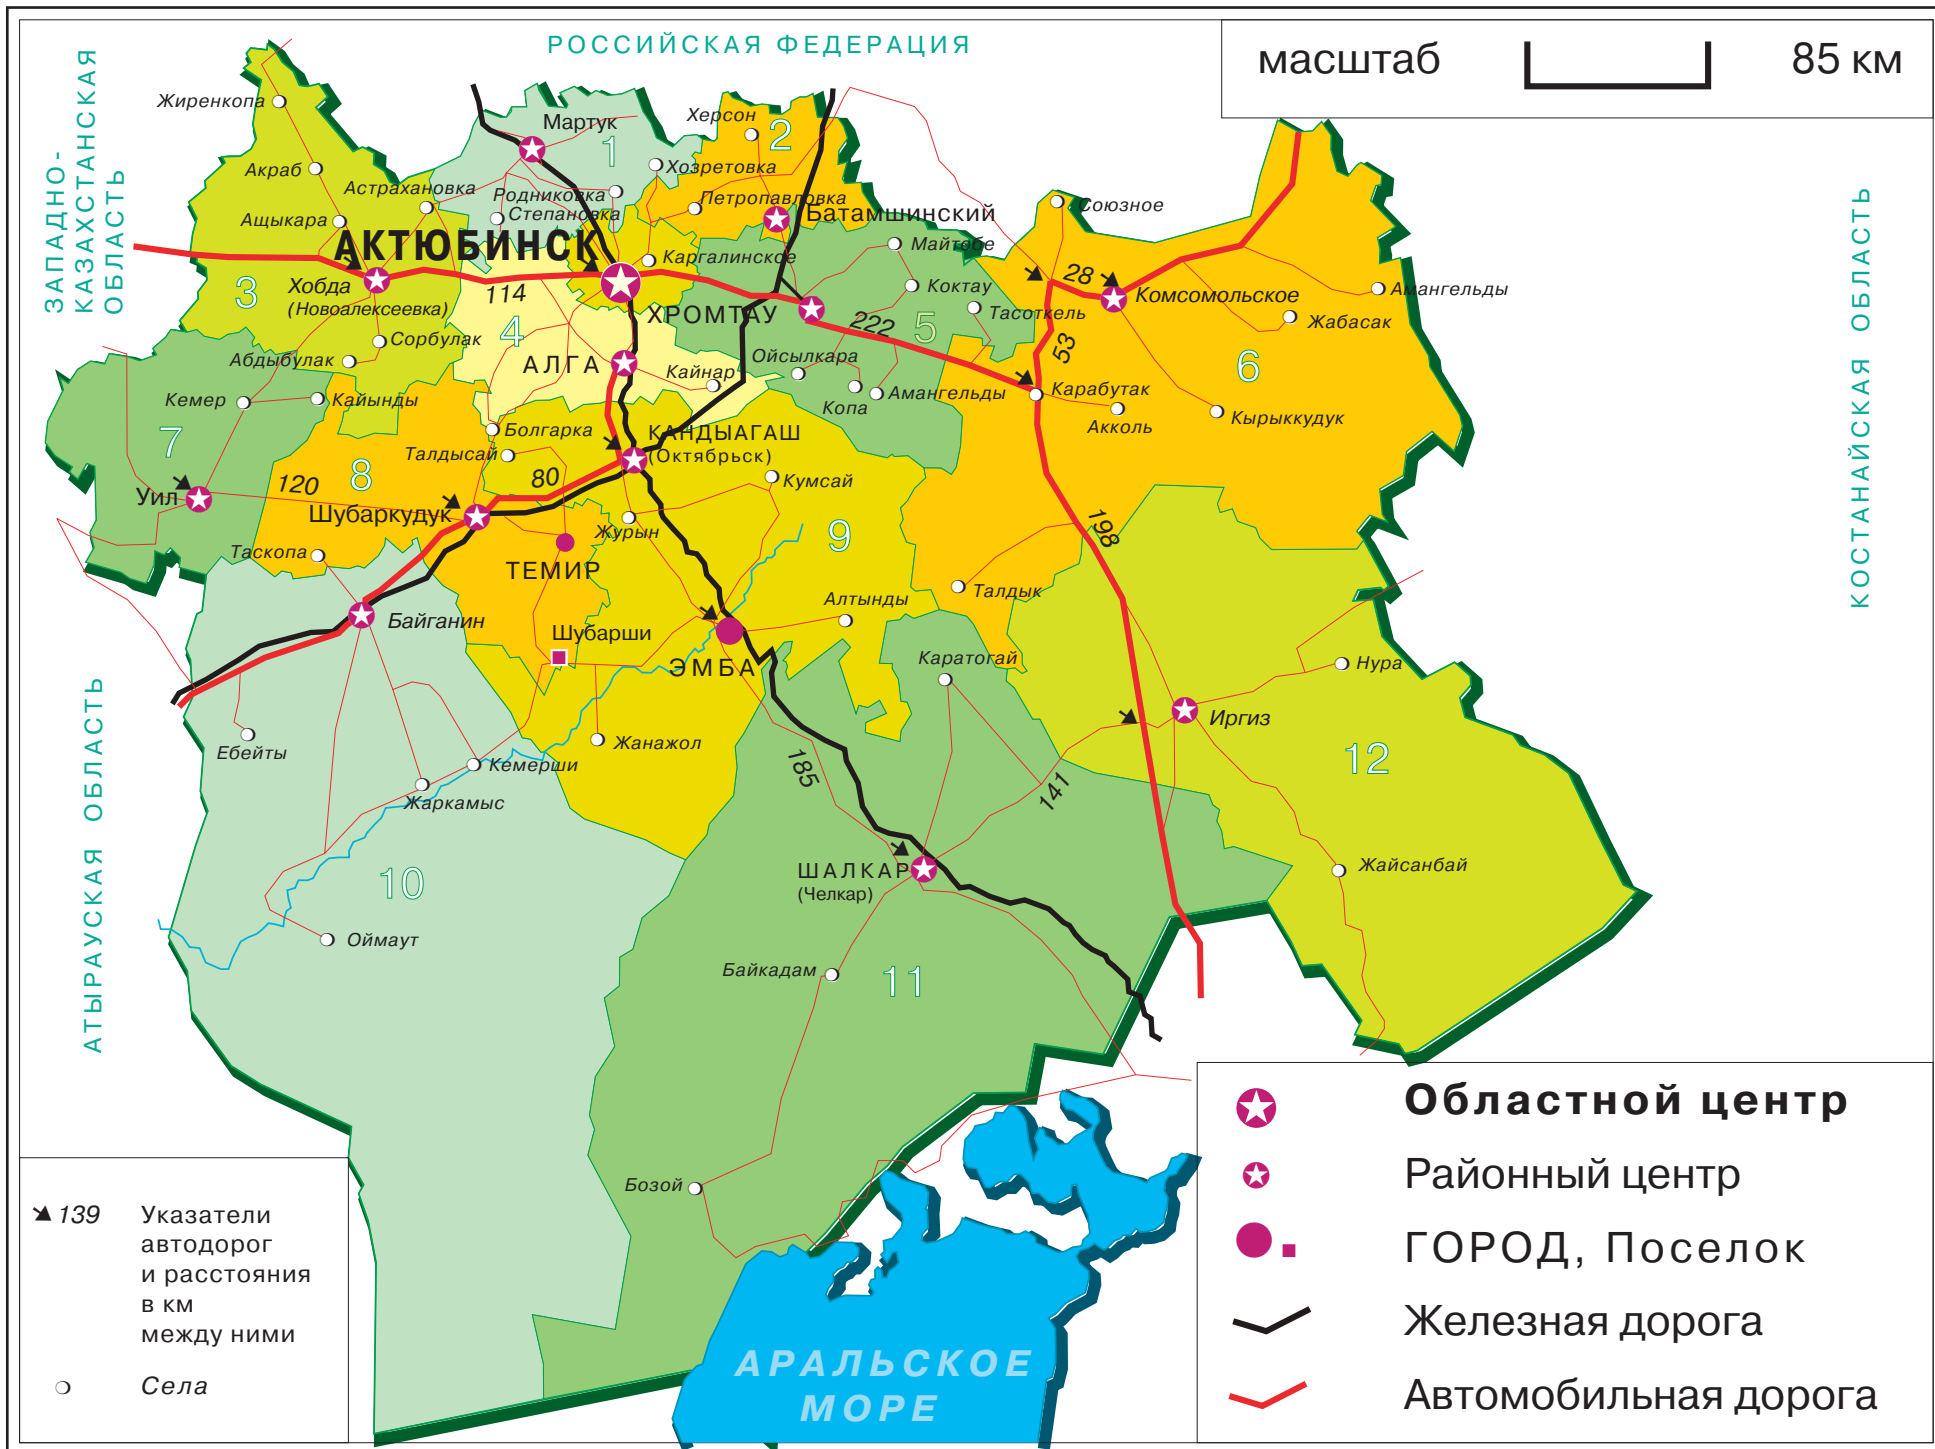 РОССИЙСКАЯ ФЕДЕРАЦИЯ
масштаб
85 км
ЗАПАДНО-
КАЗАХСТАНСКАЯ
ОБЛАСТЬ
КОСТАНАЙСКАЯ ОБЛАСТЬ
АТЫРАУСКАЯ ОБЛАСТЬ
Жиренкопа
Мартук
1
Херсон
2
Хозретовка
Акраб
Астрахановка
Родниковка
Степановка
Петропавловка
Батамшинский
Союзное
Ащыкара
АКТЮБИНСК
Каргалинское
Майтобе
28
Комсомольское
Амангельды
3
Хобда
(Новоалексеевка)
114
4
ХРОМТАУ
222
Коктау
5
Тасоткель
53
Жабасак
6
Сорбулак
Абдыбулак
АЛГА
Кайнар
Ойсылкара
Копа
Амангельды
Карабутак
Акколь
Кырыккудук
Кемер
Кайынды
7
Болгарка
КАНДЫАГАШ
(Октябрьск)
Талдысай
8
80
Кумсай
Уил
120
Шубаркудук
Журын
9
198
Таскопа
ТЕМИР
Талдык
Алтынды
Байганин
Шубарши
ЭМБА
Каратогай
Нура
Иргиз
12
Ебейты
Жанажол
Кемерши
185
141
Жаркамыс
10
ШАЛКАР
(Челкар)
Жайсанбай
Оймаут
Байкадам
11
Бозой
АРАЛЬСКОЕ
МОРЕ
139
Указатели
автодорог
и расстояния
в км
между ними
Села
Областной центр
Районный центр
ГОРОД, Поселок
Железная дорога
Автомобильная дорога